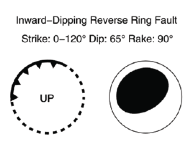 Inward−Dipping Reverse Ring Fault
Strike: 0−120° Dip: 65° Rake: 90°
UP